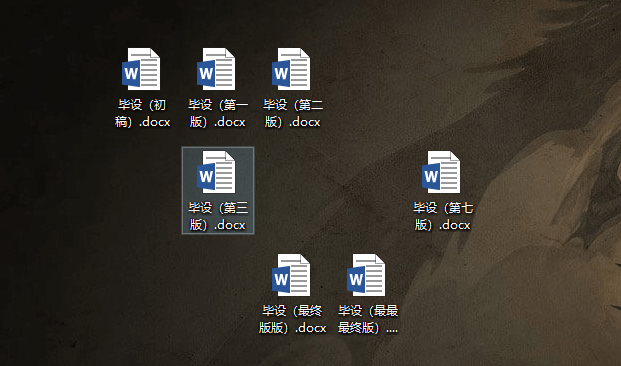 毕设（初
稿）.docx
毕设（第一
版）.docx
毕设（第二
版）.docx
毕设（第三
版）.docx
毕设（第七
版）.docx
毕设（最终
版版）.docx
毕设（最最
最终版）....